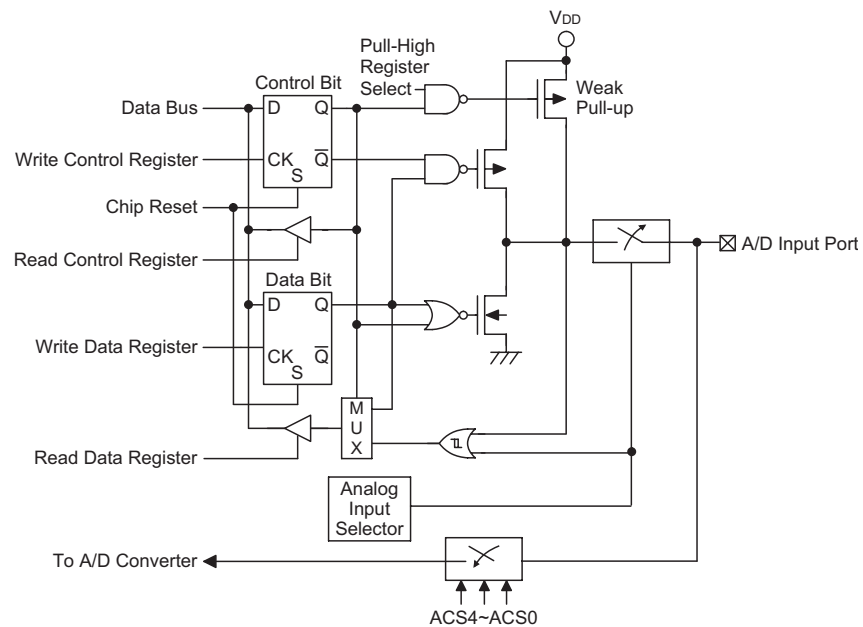 VDD
Pull-High
Register
Select
Control Bit
Weak
Pull-up
Data Bus
D
Q
Write Control Register
CK
Q
S
Chip Reset
Read Control Register
A/D Input Port
Data Bit
D
Q
Write Data Register
CK
Q
S
M
U
X
Read Data Register
Analog
Input
Selector
To A/D Converter
ACS4~ACS0